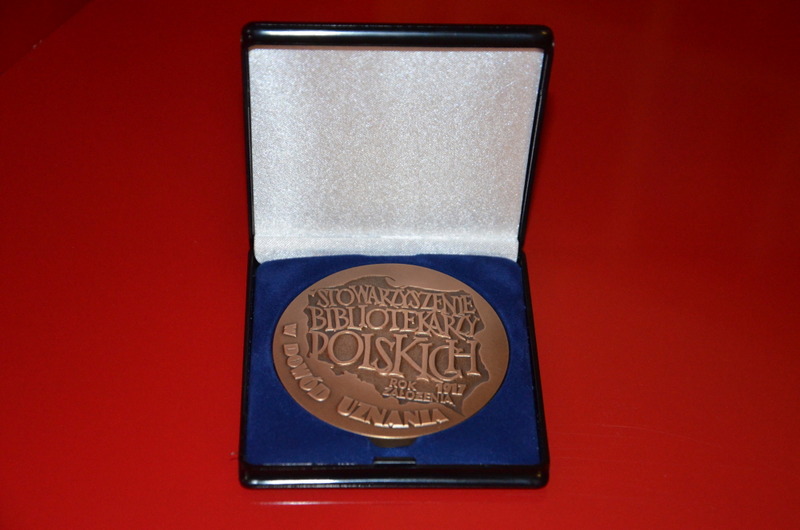 STOWARZYSZENIE
BIBLIOTEKARZY
POLSKICH
ROK 1917
ZAŁOŻENIA
W DOWÓD UZNANIA